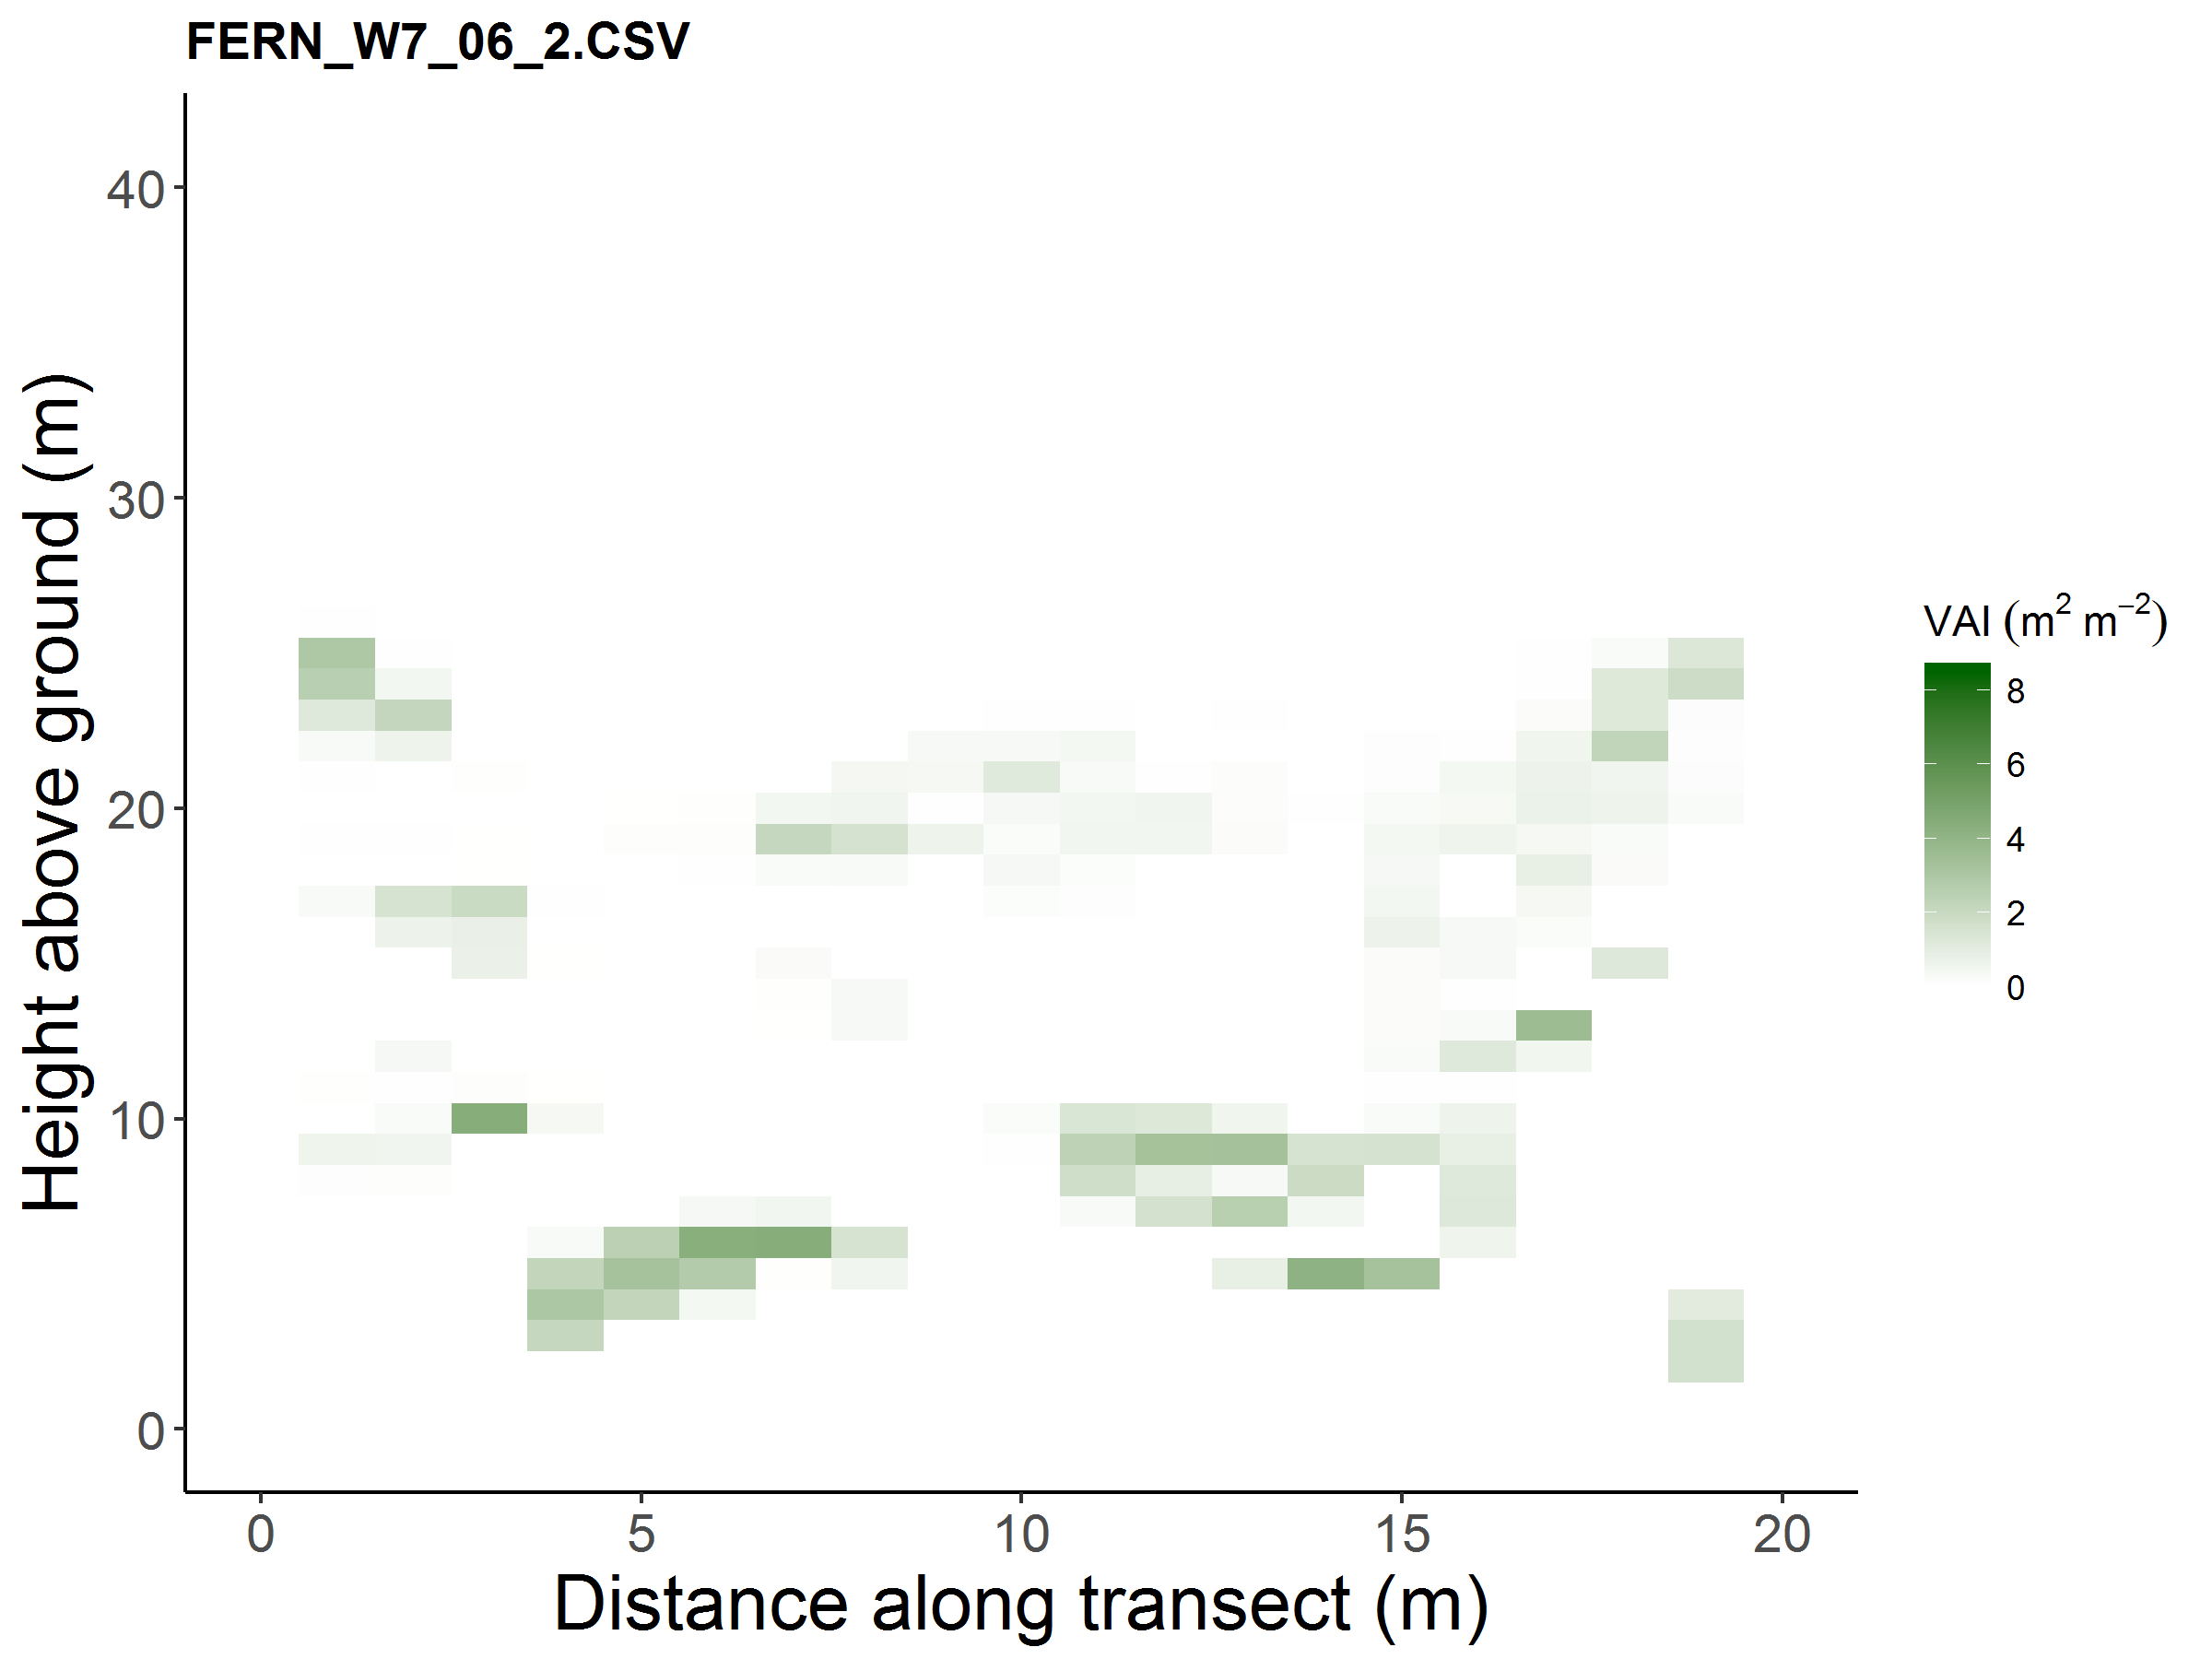 FERN_W7_06_2.CSV
Height above ground (m)
40
30
20
10
0
0 5 10 15 20
Distance along transect (m)
VAI (m² m⁻²)
8
6
4
2
0